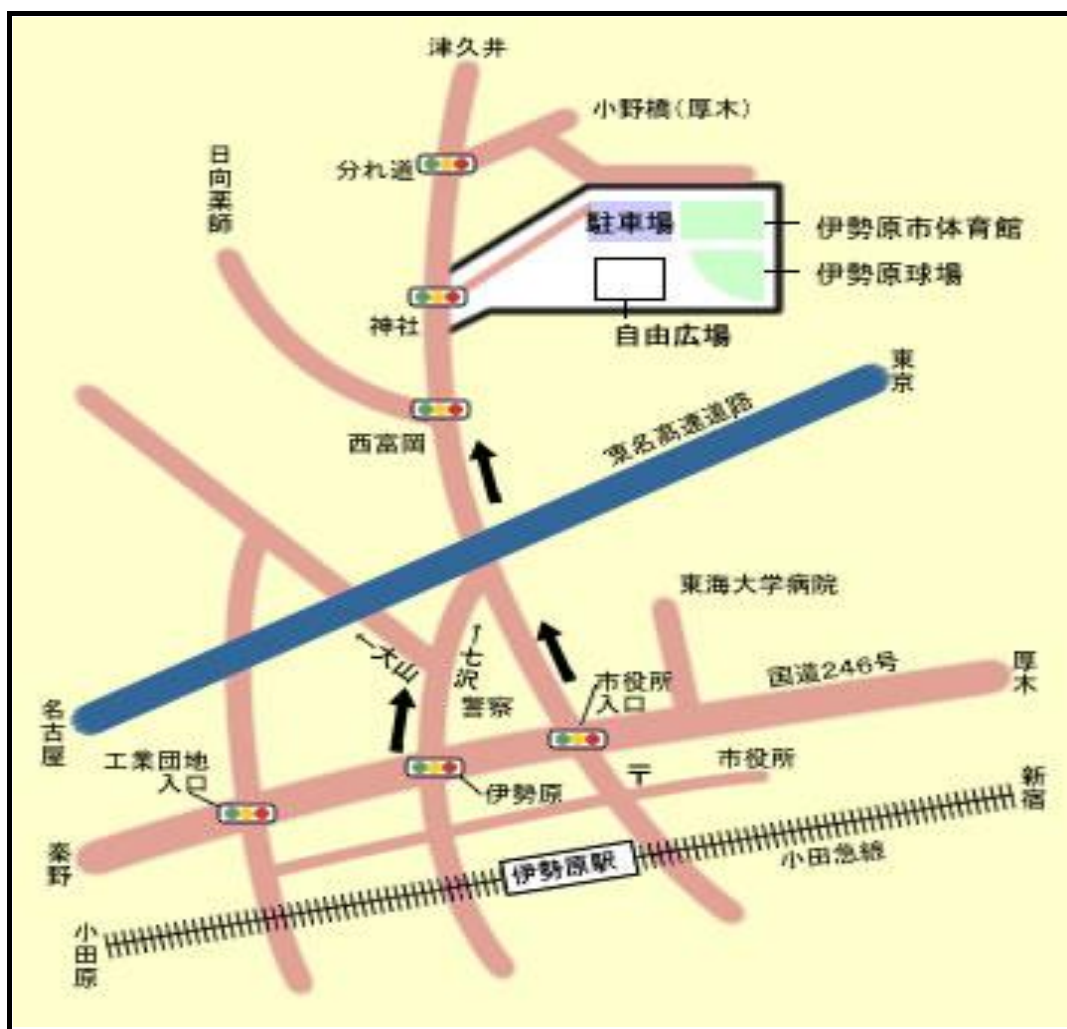 津久井
小野橋(厚木)
分れ道
日向薬師
駐車場
伊勢原市体育館
伊勢原球場
神社
自由広場
東京
西富岡
東名高速道路
東海大学病院
←大山
←七沢
警察
市役所
入口
国道246号
厚木
名古屋
工業団地
入口
伊勢原
〒
市役所
新宿
秦野
伊勢原駅
小田急線
小田原